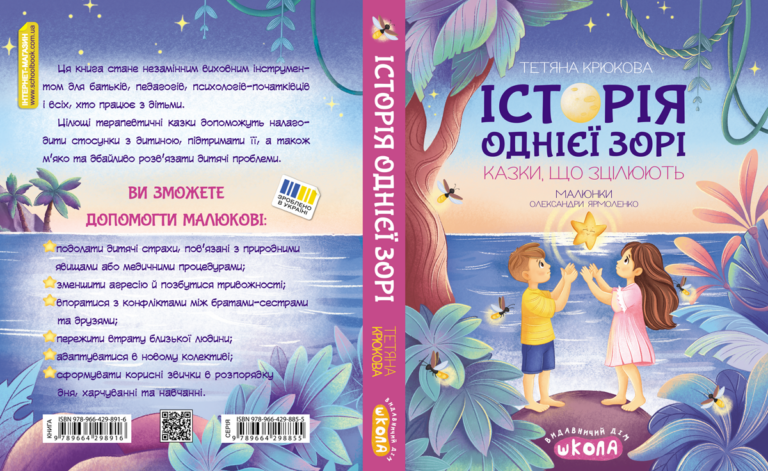 ІНТЕРНЕТ-МАГАЗИН
www.schoolbook.com.ua
Ця книга стане незамінним виховним інструмен-
том для батьків, педагогів, психологів-початківців
і всіх, хто працює з дітьми.
Цілющі терапевтичні казки допоможуть налаго-
дити стосунки з дитиною, підтримати її, а також
м'яко та дбайливо розв'язати дитячі проблеми.
ВИ ЗМОЖЕТЕ
ДОПОМОГТИ МАЛЮКОВІ:
ЗРОБЛЕНО
В УКРАЇНІ
подолати дитячі страхи, пов'язані з природними
явищами або медичними процедурами;
зменшити агресію й позбутися тривожності;
впоратися з конфліктами між братами-сестрами
та друзями;
пережити втрату близької людини;
адаптуватися в новому колективі;
сформувати корисні звички в розпорядку
дня, харчуванні та навчанні.
КНИГА
ISBN 978-966-429-891-6
9 789664 298916
СЕРІЯ
ISBN 978-966-429-885-5
9 789664 298855
ІСТОРІЯ ОДНІЄЇ ЗОРІ
ТЕТЯНА
КРЮКОВА
ВИДАВНИЧИЙ ДІМ
ШКОЛА
ТЕТЯНА КРЮКОВА
ІСТОРІЯ
ОДНІЄЇ ЗОРІ
КАЗКИ, ЩО ЗЦІЛЮЮТЬ
МАЛЮНКИ
ОЛЕКСАНДРИ ЯРМОЛЕНКО
ВИДАВНИЧИЙ ДІМ
ШКОЛА